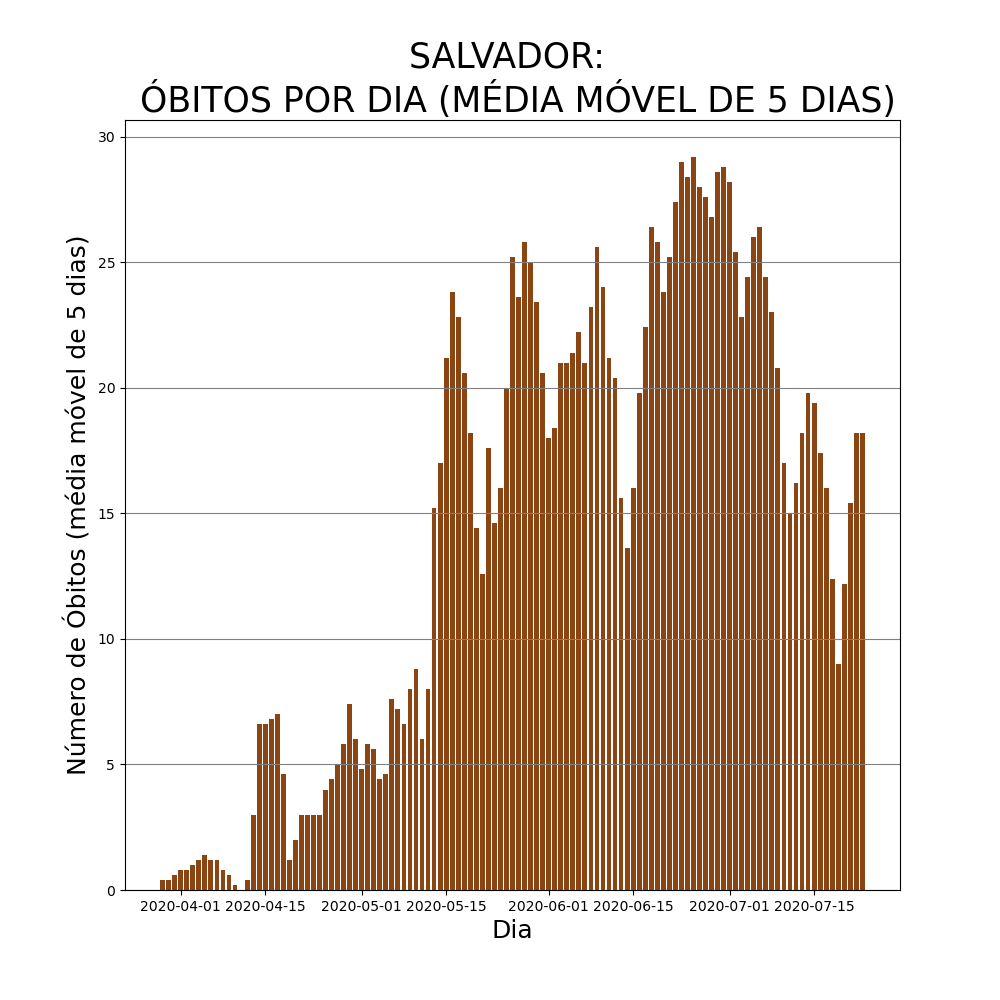 SALVADOR:
ÓBITOS POR DIA (MÉDIA MÓVEL DE 5 DIAS)
Número de Óbitos (média móvel de 5 dias)
30
25
20
15
10
5
0
2020-04-01 2020-04-15 2020-05-01 2020-05-15 2020-06-01 2020-06-15 2020-07-01 2020-07-15
Dia